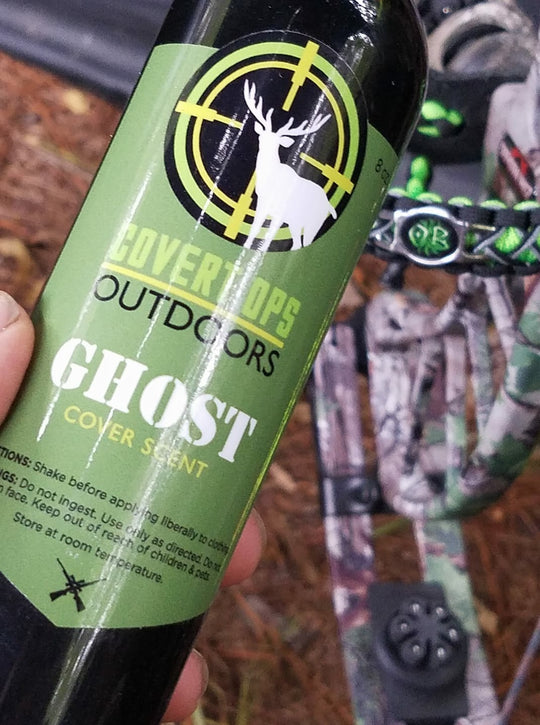 8 O
COVERT OPS
OUTDOORS
GHOST
COVER SCENT
TIONS: Shake before applying liberally to clothing
NGS: Do not ingest. Use only as directed. Do not
n face. Keep out of reach of children & pets.
Store at room temperature.